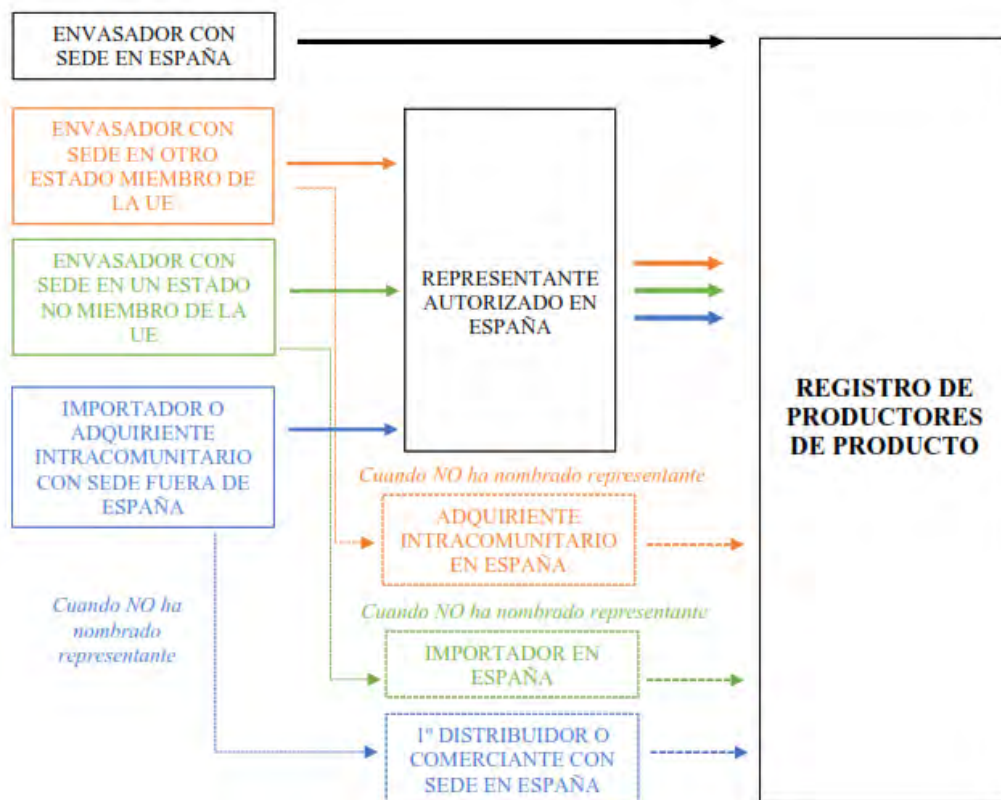 ENVASADOR CON
SEDE EN ESPAÑA
ENVASADOR CON
SEDE EN OTRO
ESTADO MIEMBRO DE
LA UE
ENVASADOR CON
SEDE EN UN ESTADO
NO MIEMBRO DE LA
UE
IMPORTADOR O
ADQUIRIENTE
INTRACOMUNITARIO
CON SEDE FUERA DE
ESPAÑA
Cuando NO ha
nombrado
representante
REPRESENTANTE
AUTORIZADO EN
ESPAÑA
Cuando NO ha nombrado representante
ADQUIRIENTE
INTRACOMUNITARIO
EN ESPAÑA
Cuando NO ha nombrado representante
IMPORTADOR EN
ESPAÑA
1º DISTRIBUIDOR O
COMERCIANTE CON
SEDE EN ESPAÑA
REGISTRO DE
PRODUCTORES
DE PRODUCTO